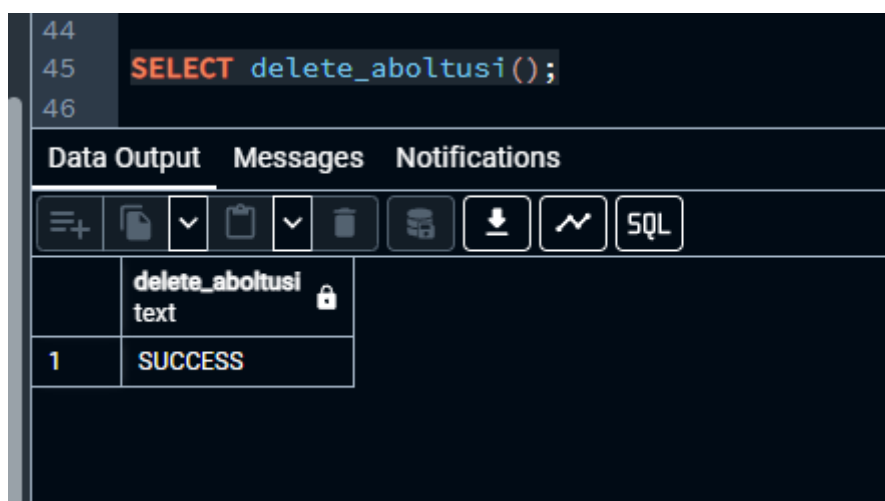 44
45 SELECT delete_aboltusi();
46
Data Output Messages Notifications
SQL
delete_aboltusi
text
1 SUCCESS